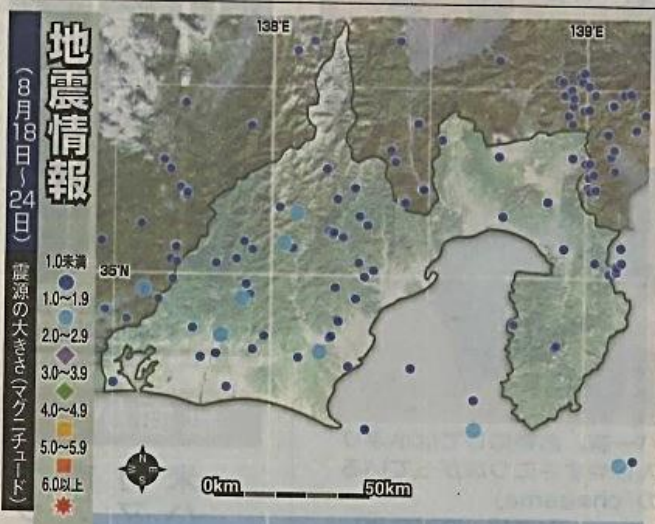 地震情報
(8月18日~24日)
震源の大きさ(マグニチュード)
1.0未満
1.0~1.9
2.0~2.9
3.0~3.9
4.0~4.9
5.0~5.9
6.0以上
138°E
139°E
35°N
N
E
S
W
0km
50km